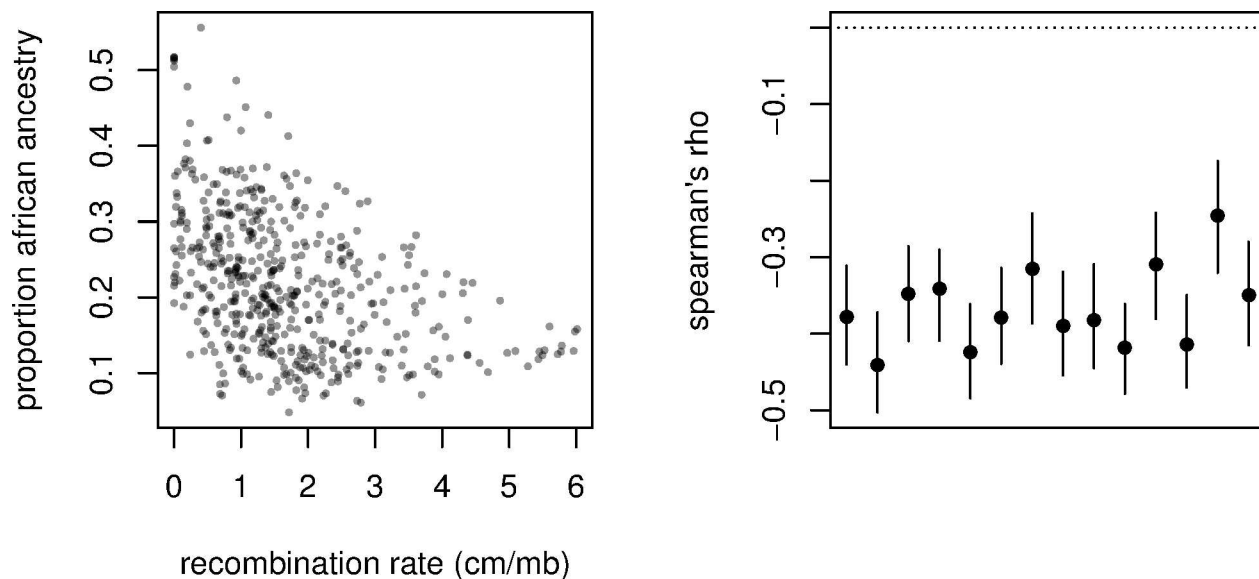 proportion african ancestry
0.5
0.4
0.3
0.2
0.1
0 1 2 3 4 5 6
recombination rate (cm/mb)
spearman's rho
−0.1
−0.3
−0.5